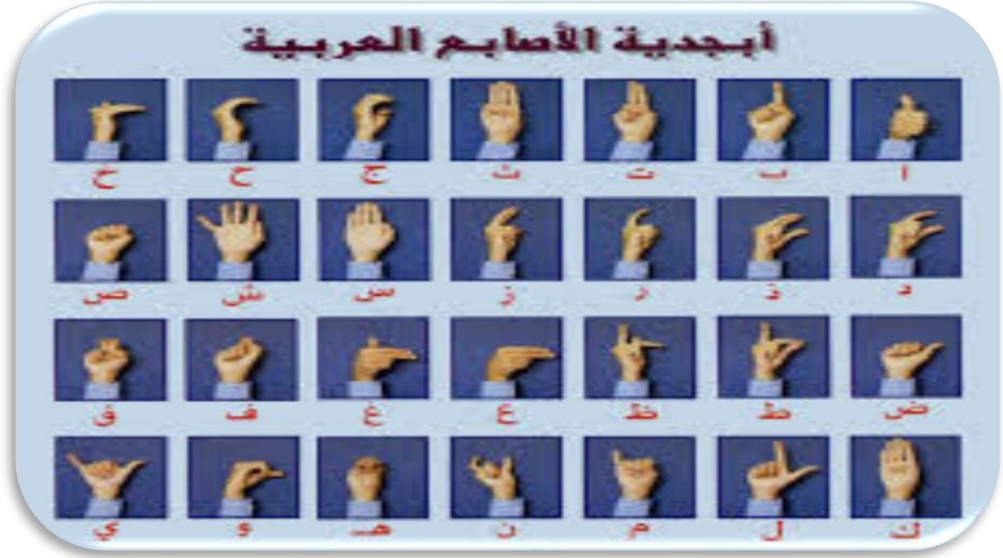 أبجدية الأصابع العربية
ا ب ت ث ج ح خ
د ذ ر ز س ش ص
ض ط ظ ع غ ف ق
ك ل م ن هـ و ي